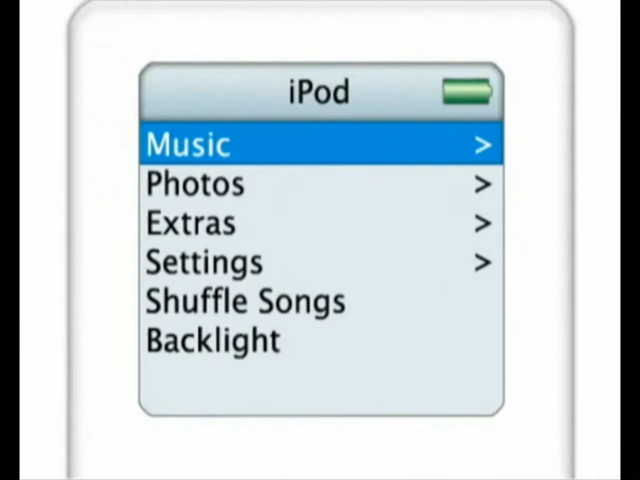 iPod
Music >
Photos >
Extras >
Settings >
Shuffle Songs
Backlight